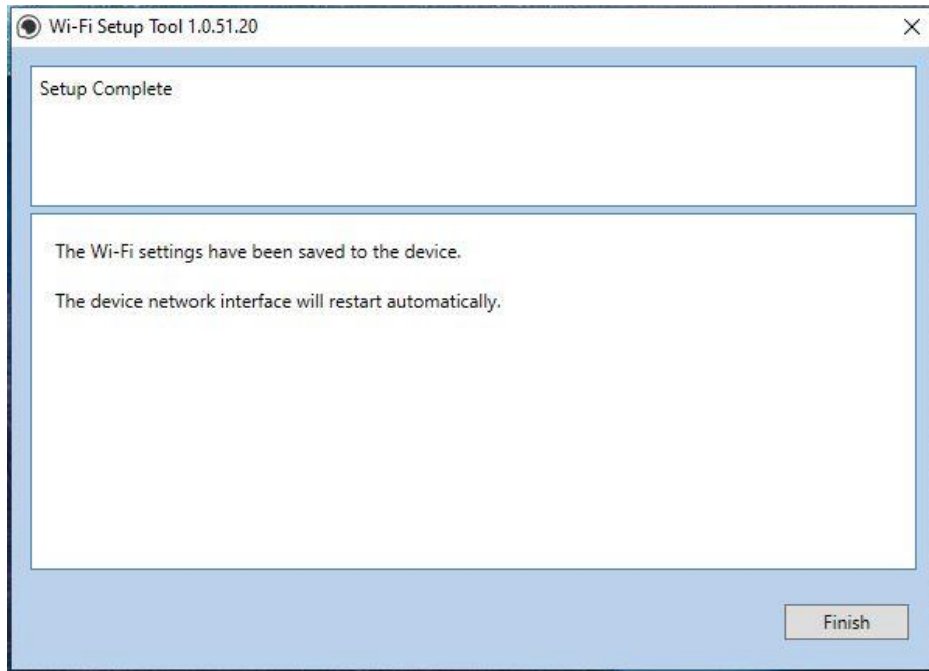 Wi-Fi Setup Tool 1.0.51.20
Setup Complete
The Wi-Fi settings have been saved to the device.
The device network interface will restart automatically.
Finish